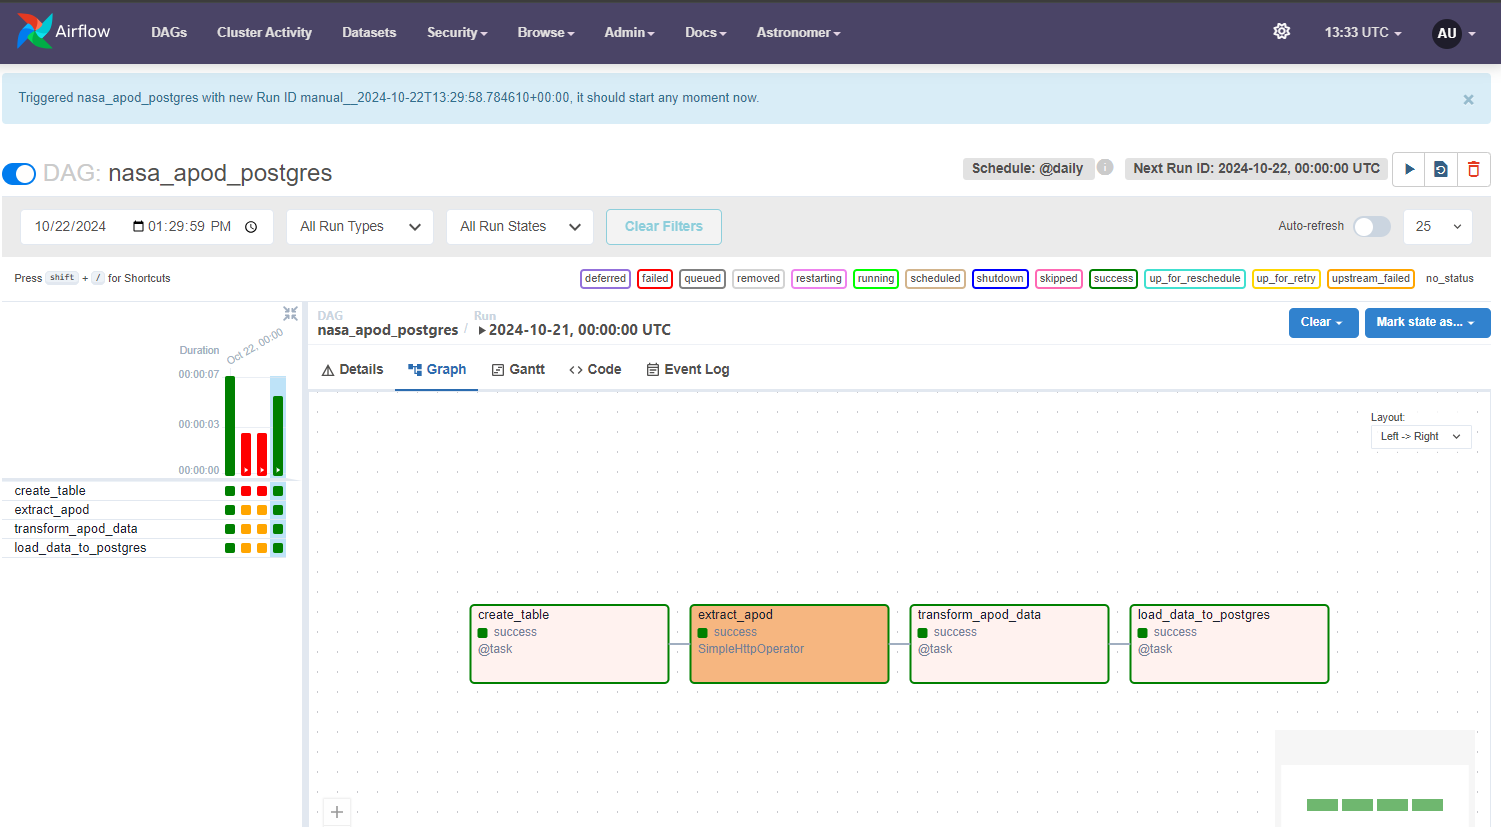 Airflow DAGs Cluster Activity Datasets Security Browse Admin Docs Astronomer 13:33 UTC AU
Triggered nasa_apod_postgres with new Run ID manual__2024-10-22T13:29:58.784610+00:00, it should start any moment now. ×
DAG: nasa_apod_postgres Schedule: @daily i Next Run ID: 2024-10-22, 00:00:00 UTC
10/22/2024 01:29:59 PM All Run Types All Run States Clear Filters Auto-refresh 25
Press shift + / for Shortcuts deferred failed queued removed restarting running scheduled shutdown skipped success up_for_reschedule up_for_retry upstream_failed no_status
DAG Run
nasa_apod_postgres / 2024-10-21, 00:00:00 UTC Clear Mark state as...
Duration Oct 22, 00:00
00:00:07
00:00:03
00:00:00
create_table
extract_apod
transform_apod_data
load_data_to_postgres
Details Graph Gantt <> Code Event Log
Layout:
Left -> Right
create_table
success
@task
extract_apod
success
SimpleHttpOperator
transform_apod_data
success
@task
load_data_to_postgres
success
@task
+